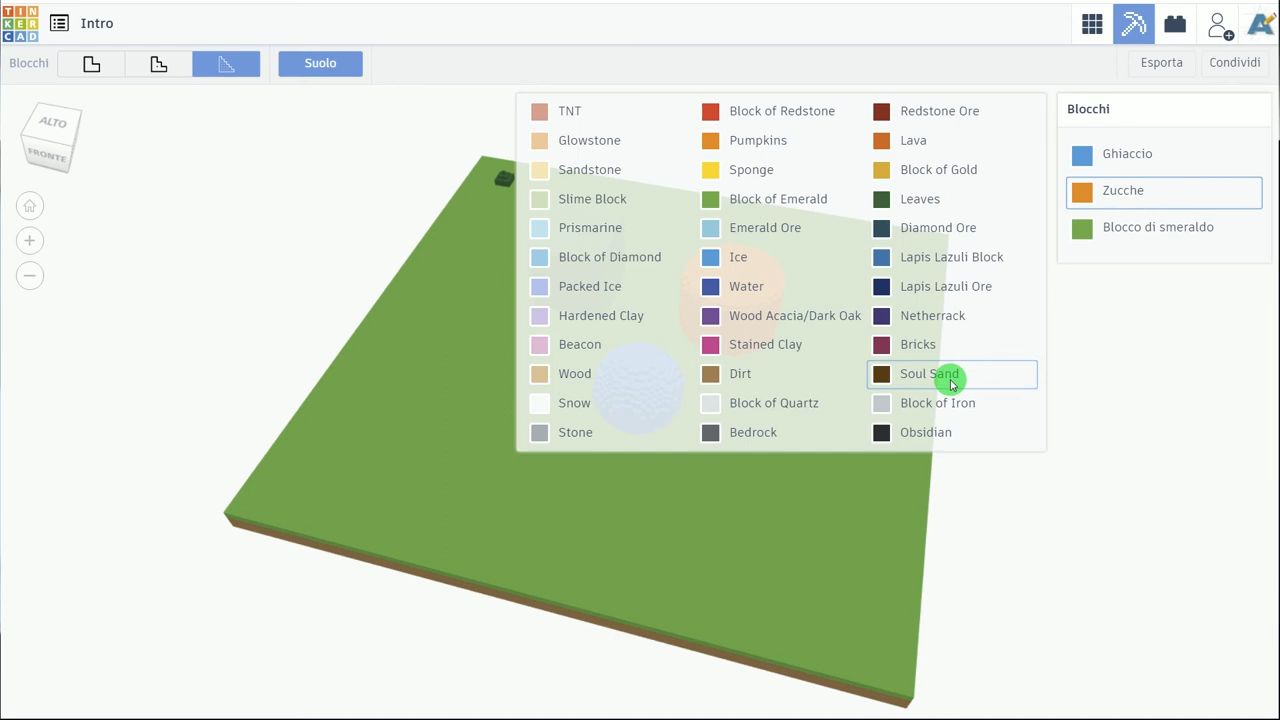 TIN
KER
CAD
Intro
Blocchi
Suolo
Esporta
Condividi
ALTO
FRONTE
TNT
Block of Redstone
Redstone Ore
Glowstone
Pumpkins
Lava
Sandstone
Sponge
Block of Gold
Slime Block
Block of Emerald
Leaves
Prismarine
Emerald Ore
Diamond Ore
Block of Diamond
Ice
Lapis Lazuli Block
Packed Ice
Water
Lapis Lazuli Ore
Hardened Clay
Wood Acacia/Dark Oak
Netherrack
Beacon
Stained Clay
Bricks
Wood
Dirt
Soul Sand
Snow
Block of Quartz
Block of Iron
Stone
Bedrock
Obsidian
Blocchi
Ghiaccio
Zucche
Blocco di smeraldo